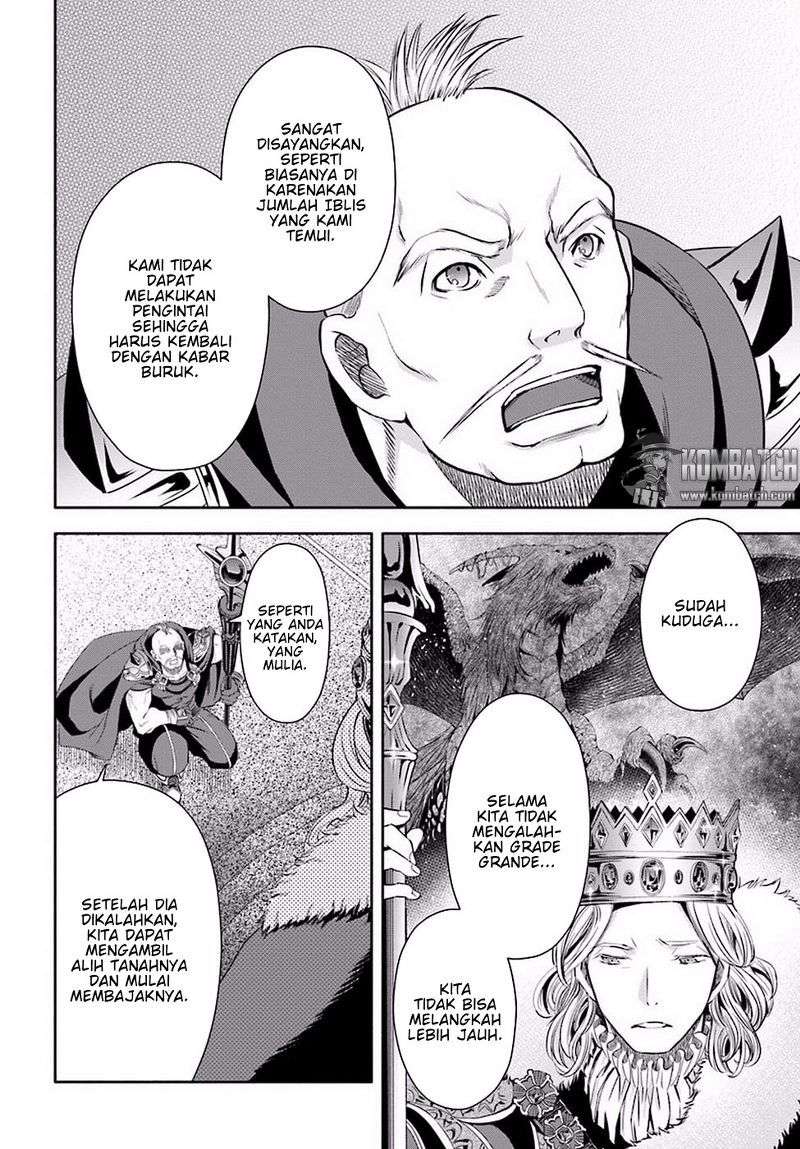 SANGAT
DISAYANGKAN,
SEPERTI
BIASANYA DI
KARENAKAN
JUMLAH IBLIS
YANG KAMI
TEMUI.
KAMI TIDAK
DAPAT
MELAKUKAN
PENGINTAI
SEHINGGA
HARUS KEMBALI
DENGAN KABAR
BURUK.
KOMBATCH
www.kombatch.com
SUDAH
KUDUGA...
SELAMA
KITA TIDAK
MENGALAH-
KAN GRADE
GRANDE...
KITA
TIDAK BISA
MELANGKAH
LEBIH JAUH.
SEPERTI
YANG ANDA
KATAKAN,
YANG
MULIA.
SETELAH DIA
DIKALAHKAN,
KITA DAPAT
MENGAMBIL
ALIH TANAHNYA
DAN MULAI
MEMBAJAKNYA.